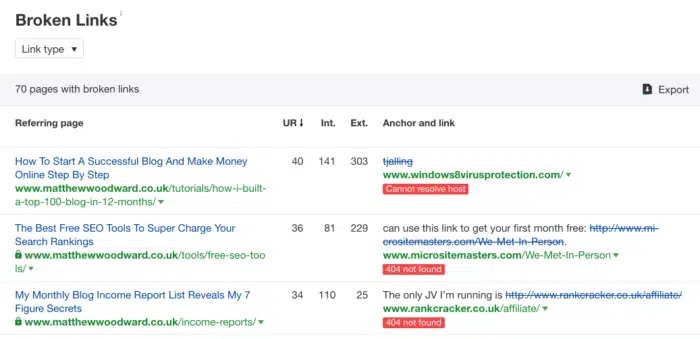 Broken Links i
Link type ▼
70 pages with broken links
Export
Referring page UR↓ Int. Ext. Anchor and link
How To Start A Successful Blog And Make Money 40 141 303 tjalling
Online Step By Step www.windows8virusprotection.com/ ▼
www.matthewwoodward.co.uk/tutorials/how-i-built- Cannot resolve host
a-top-100-blog-in-12-months/ ▼
The Best Free SEO Tools To Super Charge Your 36 81 229 can use this link to get your first month free: http://www.mi-
Search Rankings crositemasters.com/We-Met-In-Person.
www.matthewwoodward.co.uk/tools/free-seo-too www.micrositemasters.com/We-Met-In-Person ▼
ls/ ▼ 404 not found
My Monthly Blog Income Report List Reveals My 7 34 110 25 The only JV I'm running is http://www.rankcracker.co.uk/affiliate/
Figure Secrets www.rankcracker.co.uk/affiliate/ ▼
www.matthewwoodward.co.uk/income-reports/ ▼ 404 not found